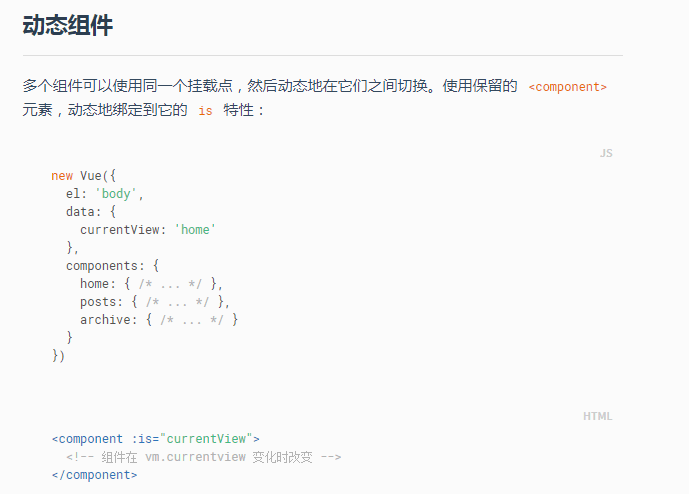 动态组件
多个组件可以使用同一个挂载点，然后动态地在它们之间切换。使用保留的 <component>
元素，动态地绑定到它的 is 特性：
JS
new Vue({
  el: 'body',
  data: {
    currentView: 'home'
  },
  components: {
    home: { /* ... */ },
    posts: { /* ... */ },
    archive: { /* ... */ }
  }
})
HTML
<component :is="currentView">
  <!-- 组件在 vm.currentview 变化时改变 -->
</component>